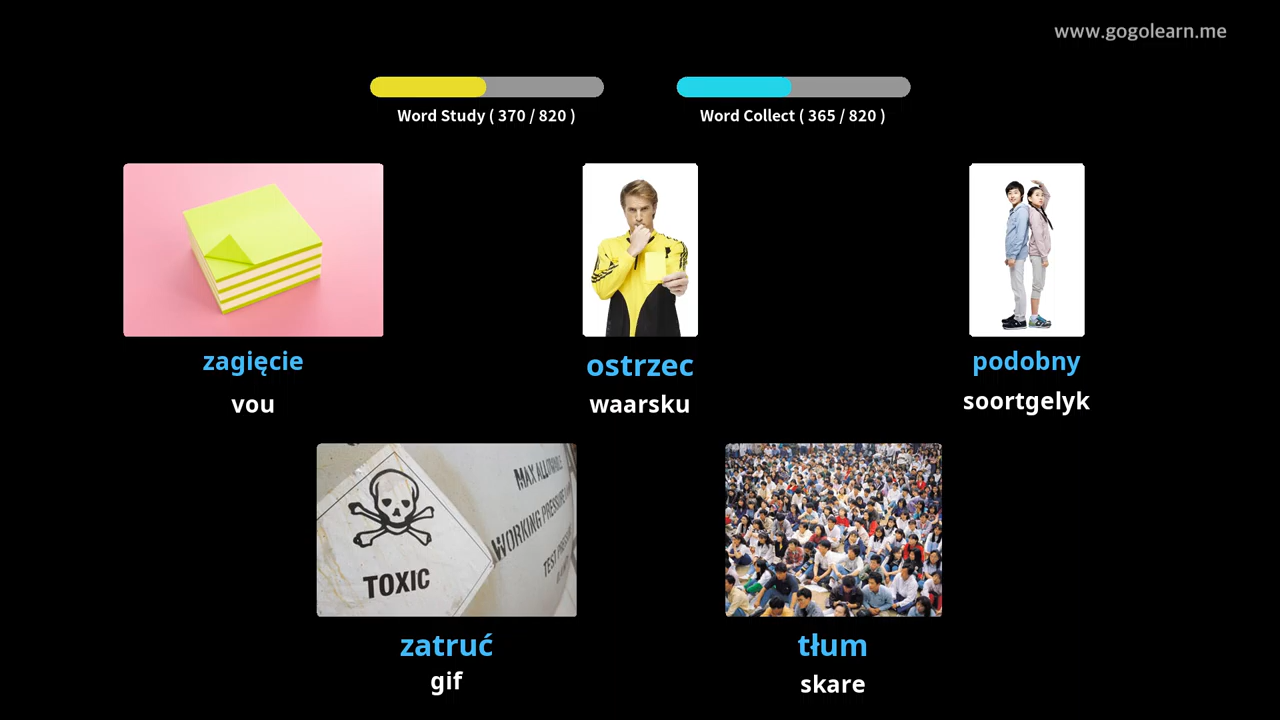 www.gogolearn.me
Word Study ( 370 / 820 )
Word Collect ( 365 / 820 )
zagięcie
vou
ostrzec
waarsku
podobny
soortgelyk
TOXIC
MAX ALLOWABLE
WORKING PRESSURE
zatruć
gif
tłum
skare